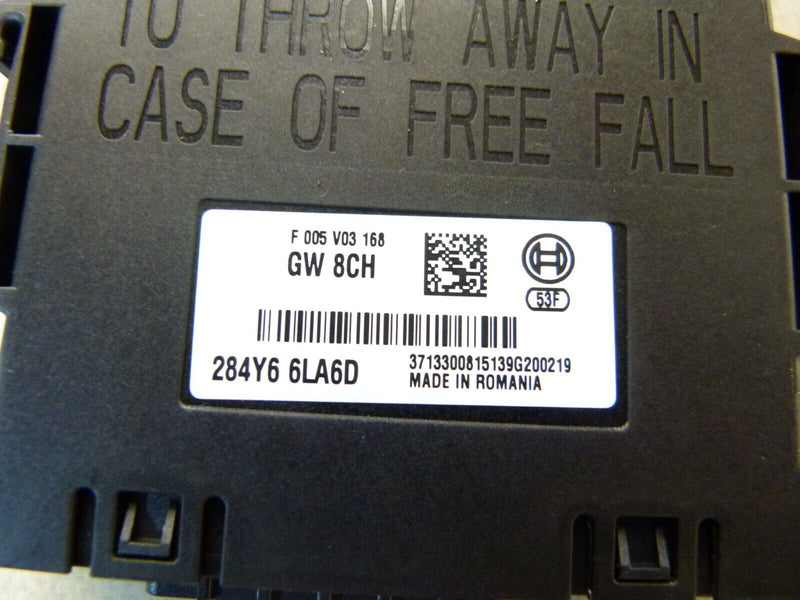 TO THROW AWAY IN
CASE OF FREE FALL
F 005 V03 168
GW 8CH
53F
284Y6 6LA6D
3713300815139G200219
MADE IN ROMANIA